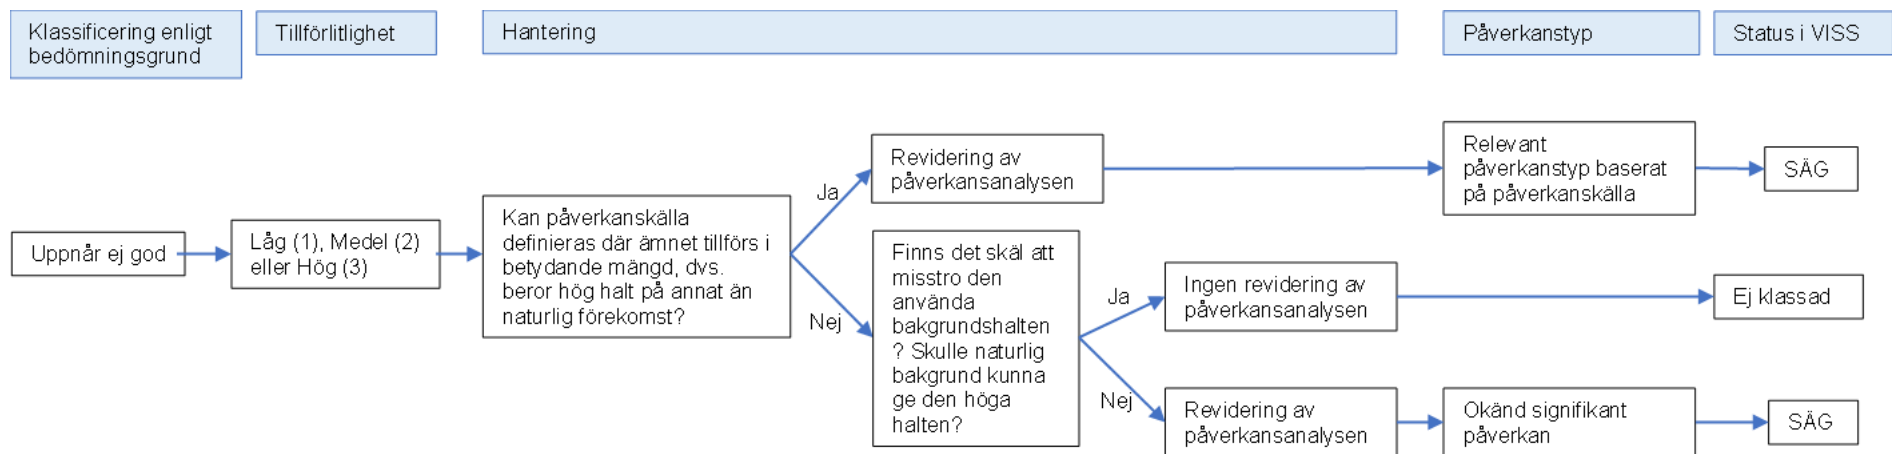 Klassificering enligt
bedömningsgrund
Tillförlitlighet
Hantering
Påverkanstyp
Status i VISS
Uppnår ej god
Låg (1), Medel (2)
eller Hög (3)
Kan påverkanskälla
definieras där ämnet tillförs i
betydande mängd, dvs.
beror hög halt på annat än
naturlig förekomst?
Ja
Revidering av
påverkansanalysen
Relevant
påverkanstyp baserat
på påverkanskälla
SÄG
Nej
Finns det skäl att
misstro den
använda
bakgrundshalten
? Skulle naturlig
bakgrund kunna
ge den höga
halten?
Ja
Ingen revidering av
påverkansanalysen
Ej klassad
Nej
Revidering av
påverkansanalysen
Okänd signifikant
påverkan
SÄG